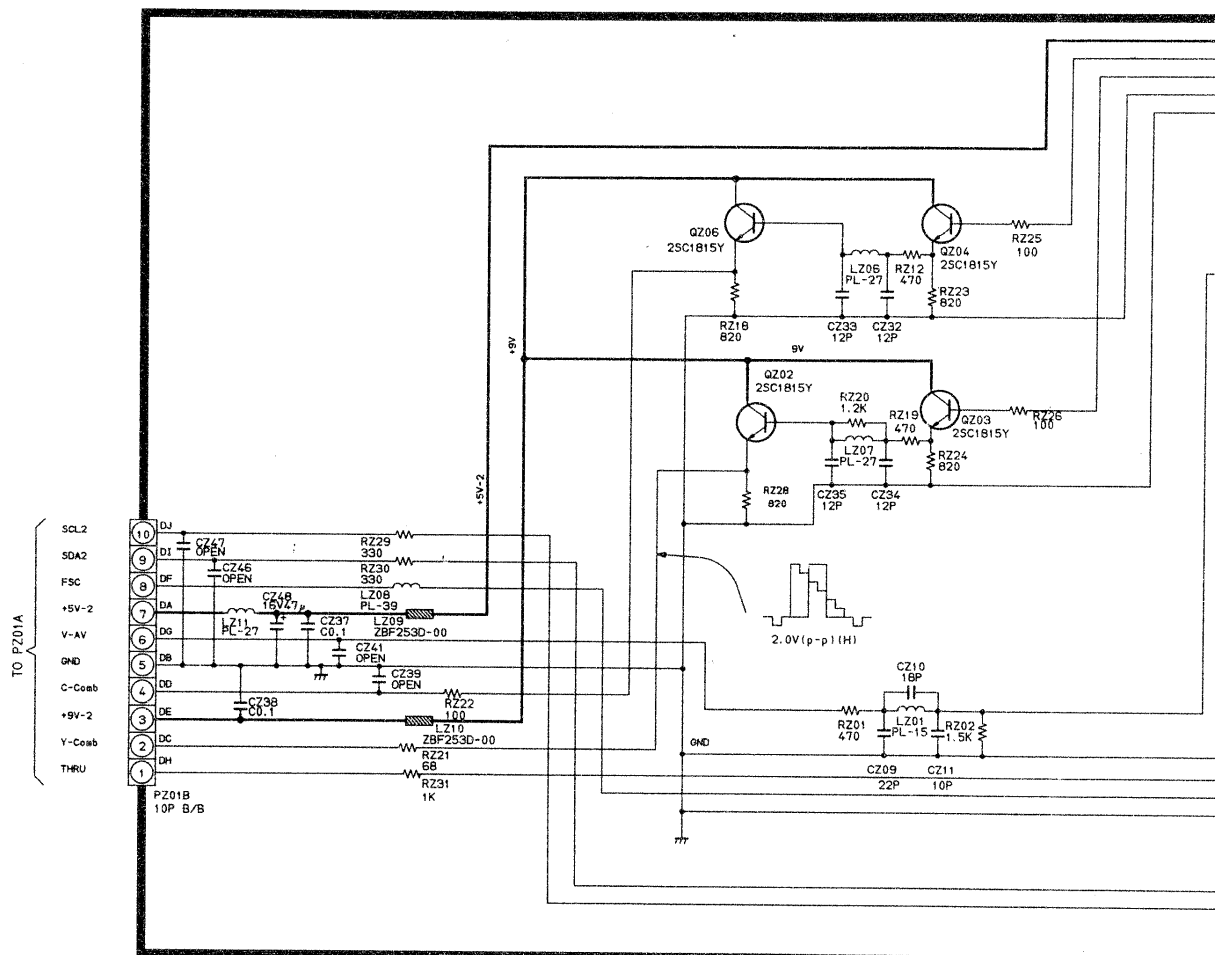 QZ06
2SC1815Y
QZ04
2SC1815Y
RZ25
100
LZ06
PL-27
RZ12
470
RZ23
820
RZ18
820
CZ33
12P
CZ32
12P
+9V
9V
QZ02
2SC1815Y
RZ20
1.2K
RZ19
470
QZ03
2SC1815Y
RZ26
100
LZ07
PL-27
RZ24
820
RZ28
820
CZ35
12P
CZ34
12P
+5V-2
TO PZ01A
SCL2
10
DJ
CZ47
OPEN
RZ29
330
SDA2
9
DI
CZ46
OPEN
RZ30
330
FSC
8
DF
CZ48
16V47µ
+
LZ08
PL-39
+5V-2
7
DA
LZ11
PL-27
CZ37
C0.1
LZ09
ZBF253D-00
V-AV
6
DG
CZ41
OPEN
GND
5
DB
CZ39
OPEN
C-Comb
4
DD
RZ22
100
CZ38
C0.1
+9V-2
3
DE
LZ10
ZBF253D-00
Y-Comb
2
DC
RZ21
68
THRU
1
DH
RZ31
1K
PZ01B
10P B/B
2.0V(p-p)(H)
CZ10
18P
RZ01
470
LZ01
PL-15
RZ02
1.5K
GND
CZ09
22P
CZ11
10P